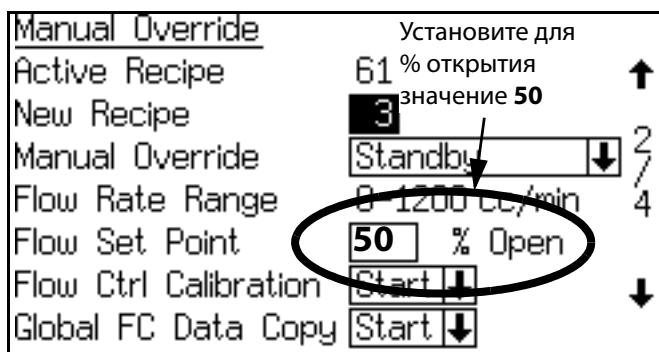 Manual Override
Установите для
% открытия
значение 50
Active Recipe 61
New Recipe 3
Manual Override Standby
2/4
Flow Rate Range 0-1200 cc/min
Flow Set Point 50 % Open
Flow Ctrl Calibration Start
Global FC Data Copy Start